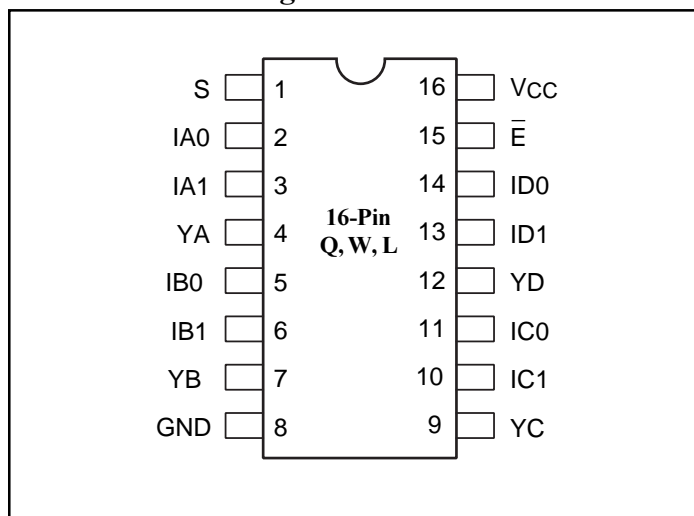 S 1 16 VCC
IA0 2 15 E̅
IA1 3 14 ID0
YA 4 13 ID1
16-Pin
Q, W, L
IB0 5 12 YD
IB1 6 11 IC0
YB 7 10 IC1
GND 8 9 YC